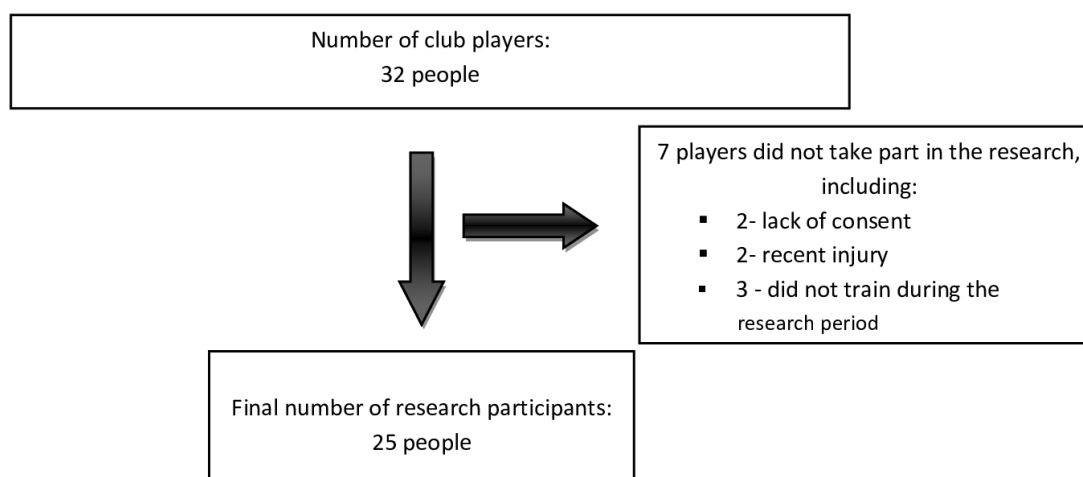 Number of club players:
32 people
7 players did not take part in the research,
including:
▪ 2- lack of consent
▪ 2- recent injury
▪ 3 - did not train during the
research period
Final number of research participants:
25 people